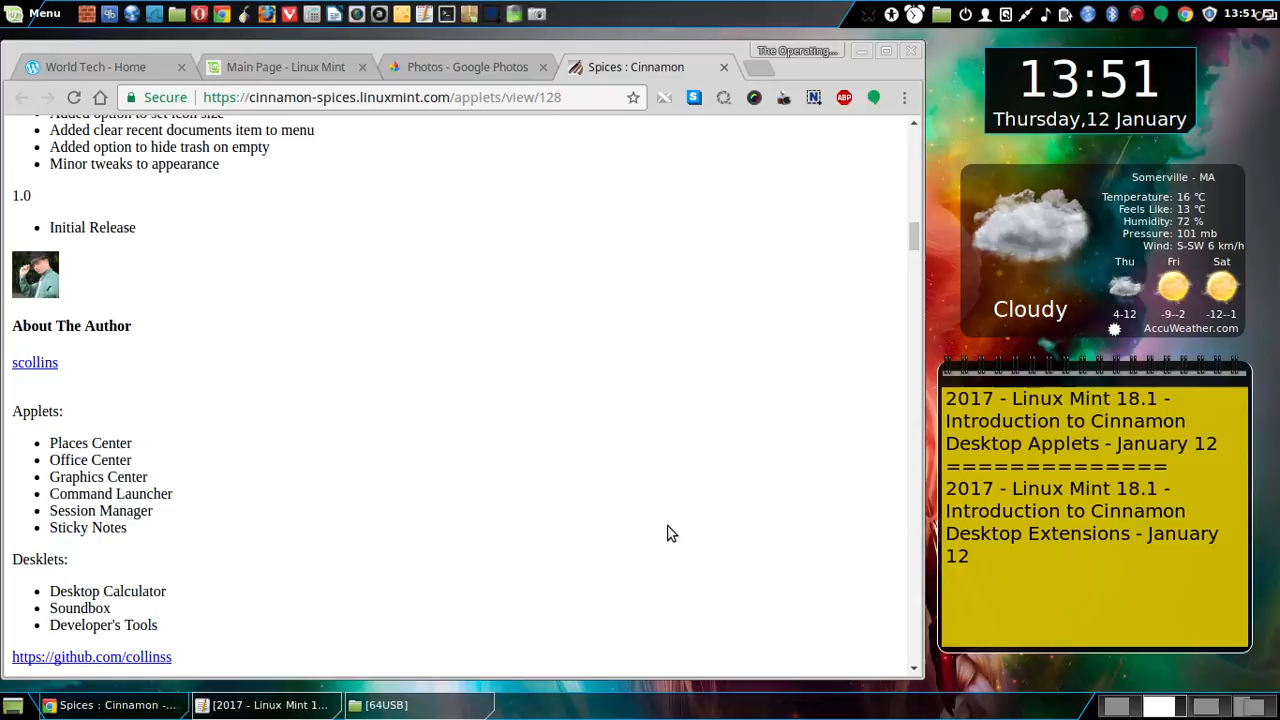 Menu
13:51
The Operating...
World Tech - Home
Main Page - Linux Mint
Photos - Google Photos
Spices : Cinnamon
Secure
https://cinnamon-spices.linuxmint.com/applets/view/128
ABP
Added option to set icon size
Added clear recent documents item to menu
Added option to hide trash on empty
Minor tweaks to appearance
1.0
Initial Release
About The Author
scollins
Applets:
Places Center
Office Center
Graphics Center
Command Launcher
Session Manager
Sticky Notes
Desklets:
Desktop Calculator
Soundbox
Developer's Tools
https://github.com/collinss
13:51
Thursday,12 January
Somerville - MA
Temperature: 16 °C
Feels Like: 13 °C
Humidity: 72 %
Pressure: 101 mb
Wind: S-SW 6 km/h
Thu Fri Sat
Cloudy
4-12 -9--2 -12--1
AccuWeather.com
2017 - Linux Mint 18.1 -
Introduction to Cinnamon
Desktop Applets - January 12
==============
2017 - Linux Mint 18.1 -
Introduction to Cinnamon
Desktop Extensions - January
12
Spices : Cinnamon -...
[2017 - Linux Mint 1...
[64USB]